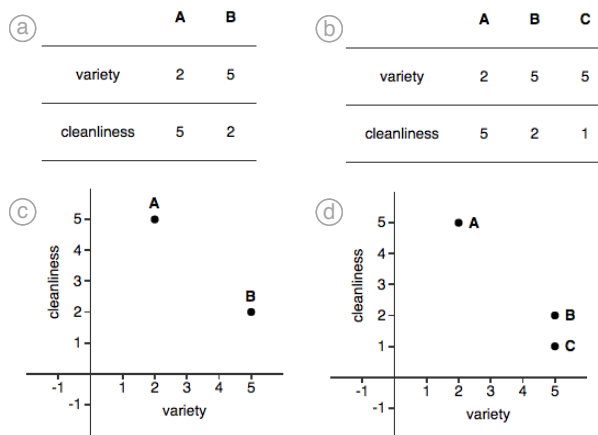 a
A B
variety 2 5
cleanliness 5 2
b
A B C
variety 2 5 5
cleanliness 5 2 1
c
A
B
cleanliness
5
4
3
2
1
-1
-1 1 2 3 4 5
variety
d
A
B
C
cleanliness
5
4
3
2
1
-1
-1 1 2 3 4 5
variety